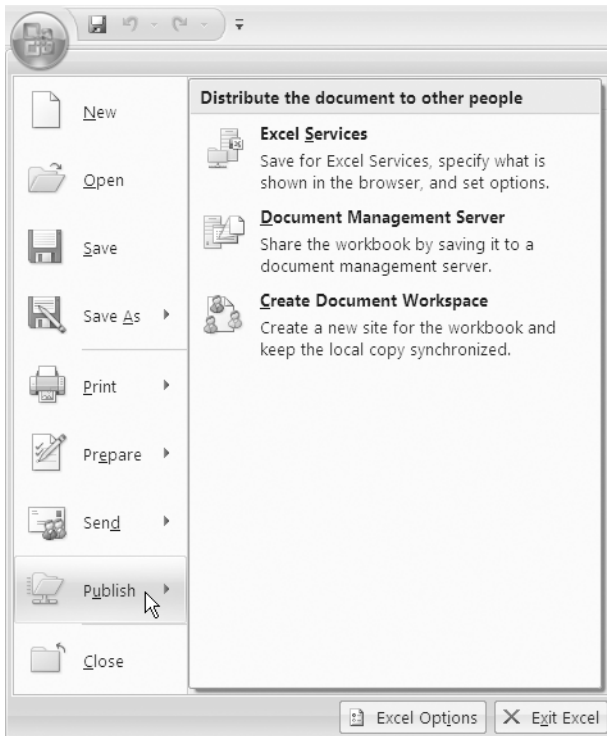 New
Open
Save
Save As
Print
Prepare
Send
Publish
Close
Distribute the document to other people
Excel Services
Save for Excel Services, specify what is
shown in the browser, and set options.
Document Management Server
Share the workbook by saving it to a
document management server.
Create Document Workspace
Create a new site for the workbook and
keep the local copy synchronized.
Excel Options
Exit Excel